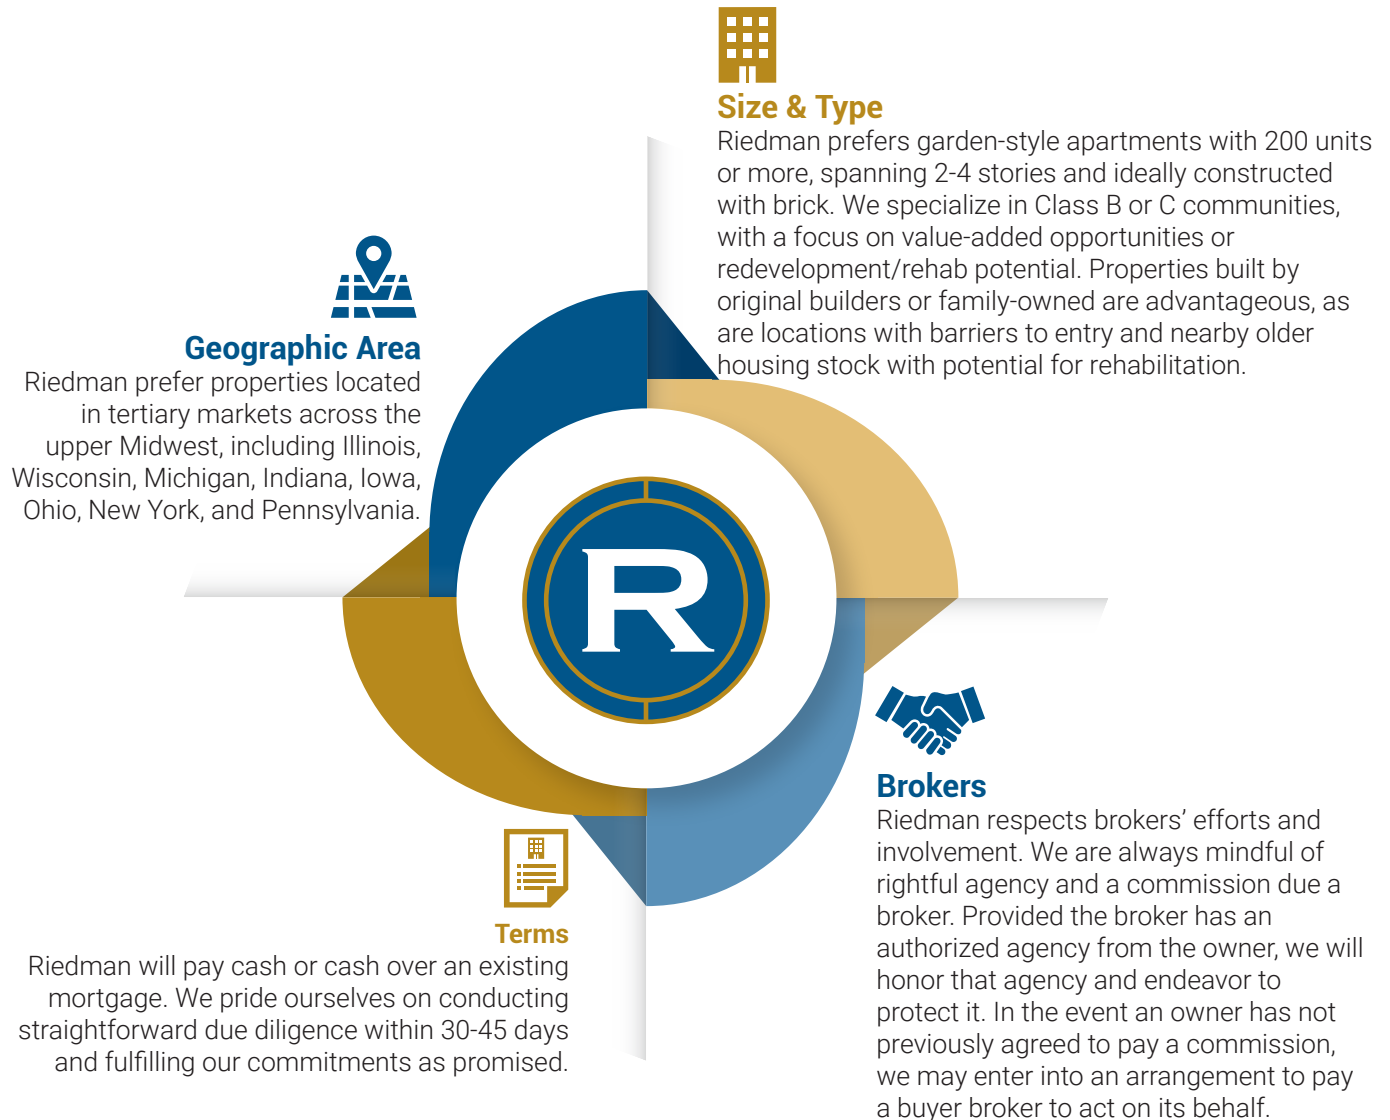 Size & Type
Riedman prefers garden-style apartments with 200 units
or more, spanning 2-4 stories and ideally constructed
with brick. We specialize in Class B or C communities,
with a focus on value-added opportunities or
redevelopment/rehab potential. Properties built by
original builders or family-owned are advantageous, as
are locations with barriers to entry and nearby older
housing stock with potential for rehabilitation.
Geographic Area
Riedman prefer properties located
in tertiary markets across the
upper Midwest, including Illinois,
Wisconsin, Michigan, Indiana, Iowa,
Ohio, New York, and Pennsylvania.
R
Brokers
Riedman respects brokers’ efforts and
involvement. We are always mindful of
rightful agency and a commission due a
broker. Provided the broker has an
authorized agency from the owner, we will
honor that agency and endeavor to
protect it. In the event an owner has not
previously agreed to pay a commission,
we may enter into an arrangement to pay
a buyer broker to act on its behalf.
Terms
Riedman will pay cash or cash over an existing
mortgage. We pride ourselves on conducting
straightforward due diligence within 30-45 days
and fulfilling our commitments as promised.